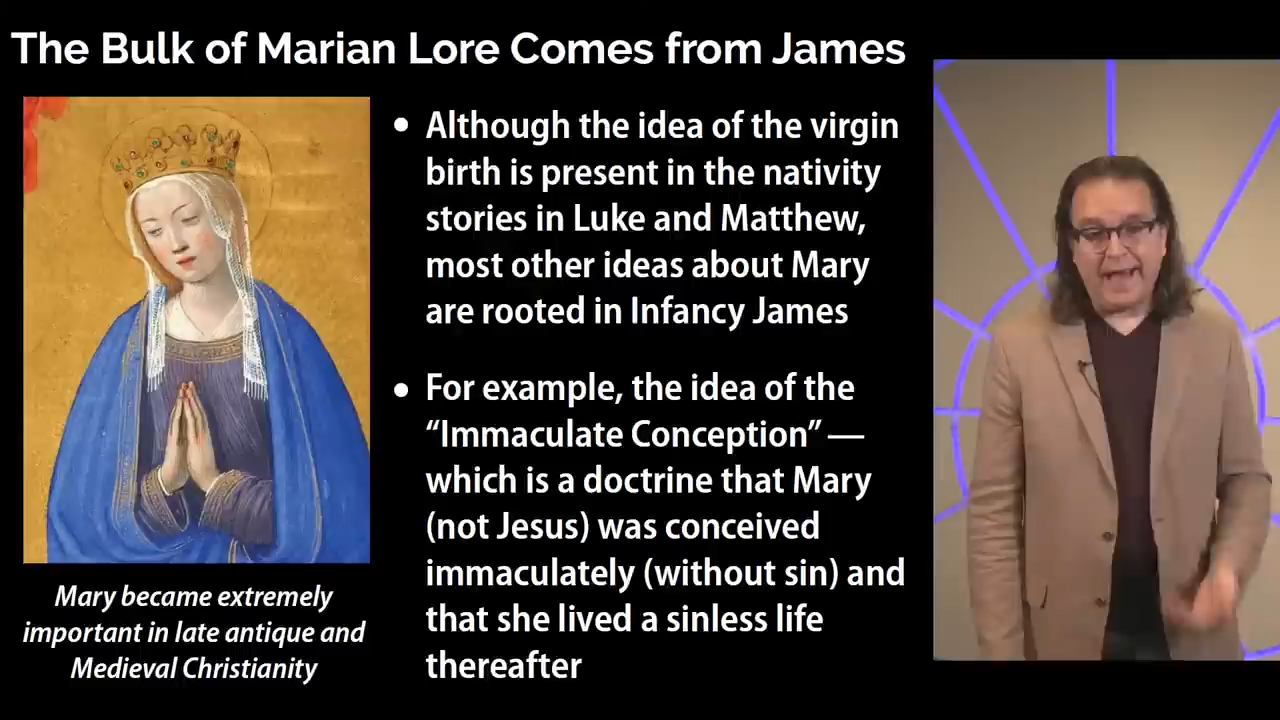 The Bulk of Marian Lore Comes from James
• Although the idea of the virgin
birth is present in the nativity
stories in Luke and Matthew,
most other ideas about Mary
are rooted in Infancy James
• For example, the idea of the
“Immaculate Conception” —
which is a doctrine that Mary
(not Jesus) was conceived
immaculately (without sin) and
that she lived a sinless life
thereafter
Mary became extremely
important in late antique and
Medieval Christianity